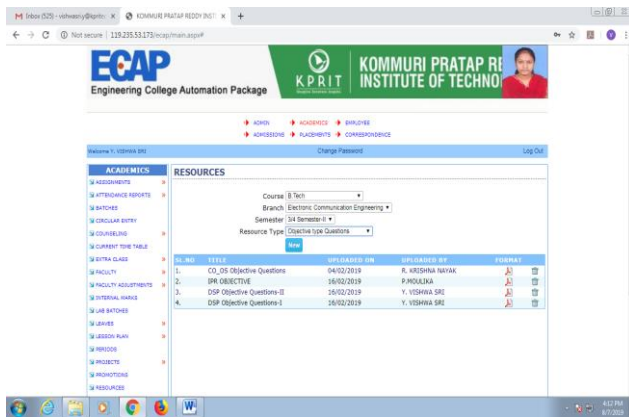 Inbox (525) - vishwasri.y@kpritec
KOMMURI PRATAP REDDY INSTI
Not secure | 119.235.53.173/ecap/main.aspx#
ECAP
Engineering College Automation Package
KPRIT
KOMMURI PRATAP RE
INSTITUTE OF TECHNO
ADMIN ACADEMICS EMPLOYEE
ADMISSIONS PLACEMENTS CORRESPONDENCE
Welcome Y. VISHWA SRI Change Password Log Out
ACADEMICS
ASSIGNMENTS
ATTENDANCE REPORTS
BATCHES
CIRCULAR ENTRY
COUNSELING
CURRENT TIME TABLE
EXTRA CLASS
FACULTY
FACULTY ADJUSTMENTS
INTERNAL MARKS
LAB BATCHES
LEAVES
LESSON PLAN
PERIODS
PROJECTS
PROMOTIONS
RESOURCES
RESOURCES
Course B Tech
Branch Electronic Communication Engineering
Semester 3/4 Semester-II
Resource Type Objective type Questions
New
SL.NO TITLE UPLOADED ON UPLOADED BY FORMAT
1. CO_OS Objective Questions 04/02/2019 R. KRISHNA NAYAK
2. IPR OBJECTIVE 16/02/2019 P.MOULIKA
3. DSP Objective Questions-II 16/02/2019 Y. VISHWA SRI
4. DSP Objective Questions-I 16/02/2019 Y. VISHWA SRI
4:12 PM
6/7/2019